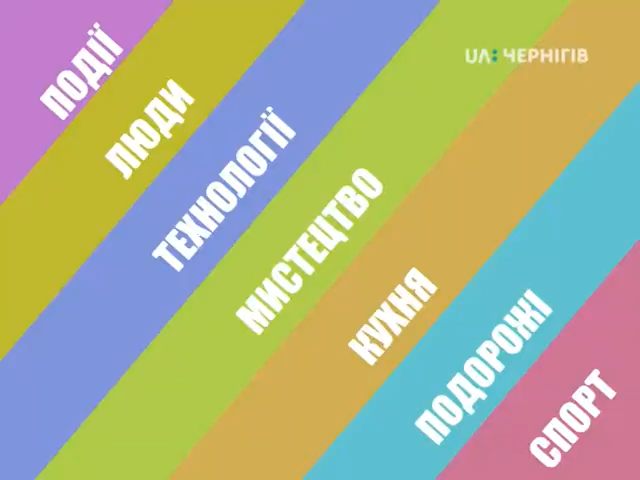 ПОДІЇ
ЛЮДИ
ТЕХНОЛОГІЇ
МИСТЕЦТВО
КУХНЯ
ПОДОРОЖІ
СПОРТ
UA: ЧЕРНІГІВ